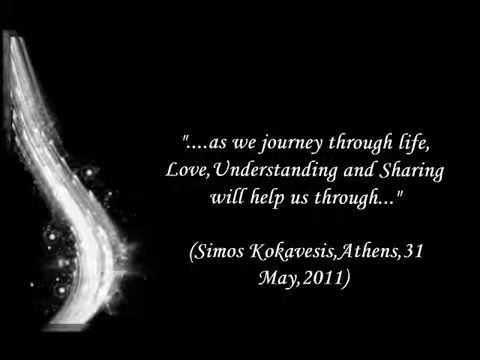 "....as we journey through life,
Love,Understanding and Sharing
will help us through..."
(Simos Kokavesis,Athens,31
May,2011)